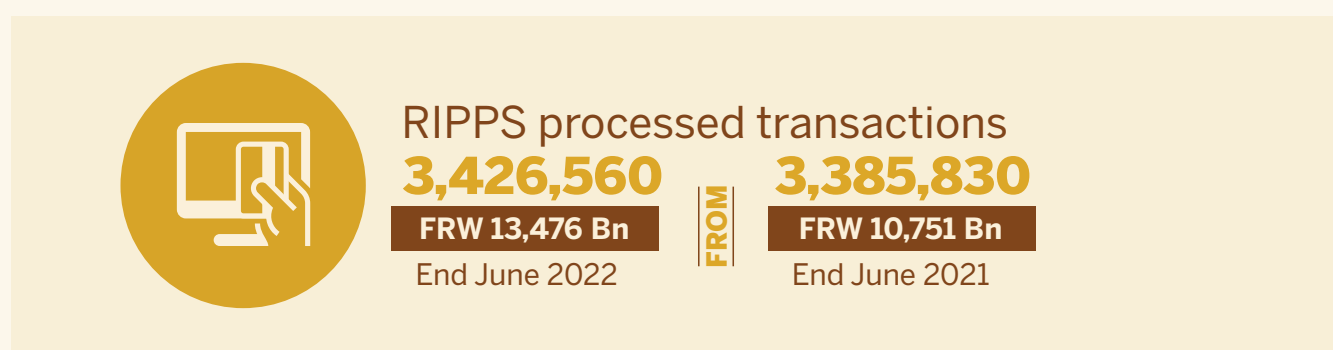 RIPPS processed transactions
3,426,560
FRW 13,476 Bn
End June 2022
FROM
3,385,830
FRW 10,751 Bn
End June 2021